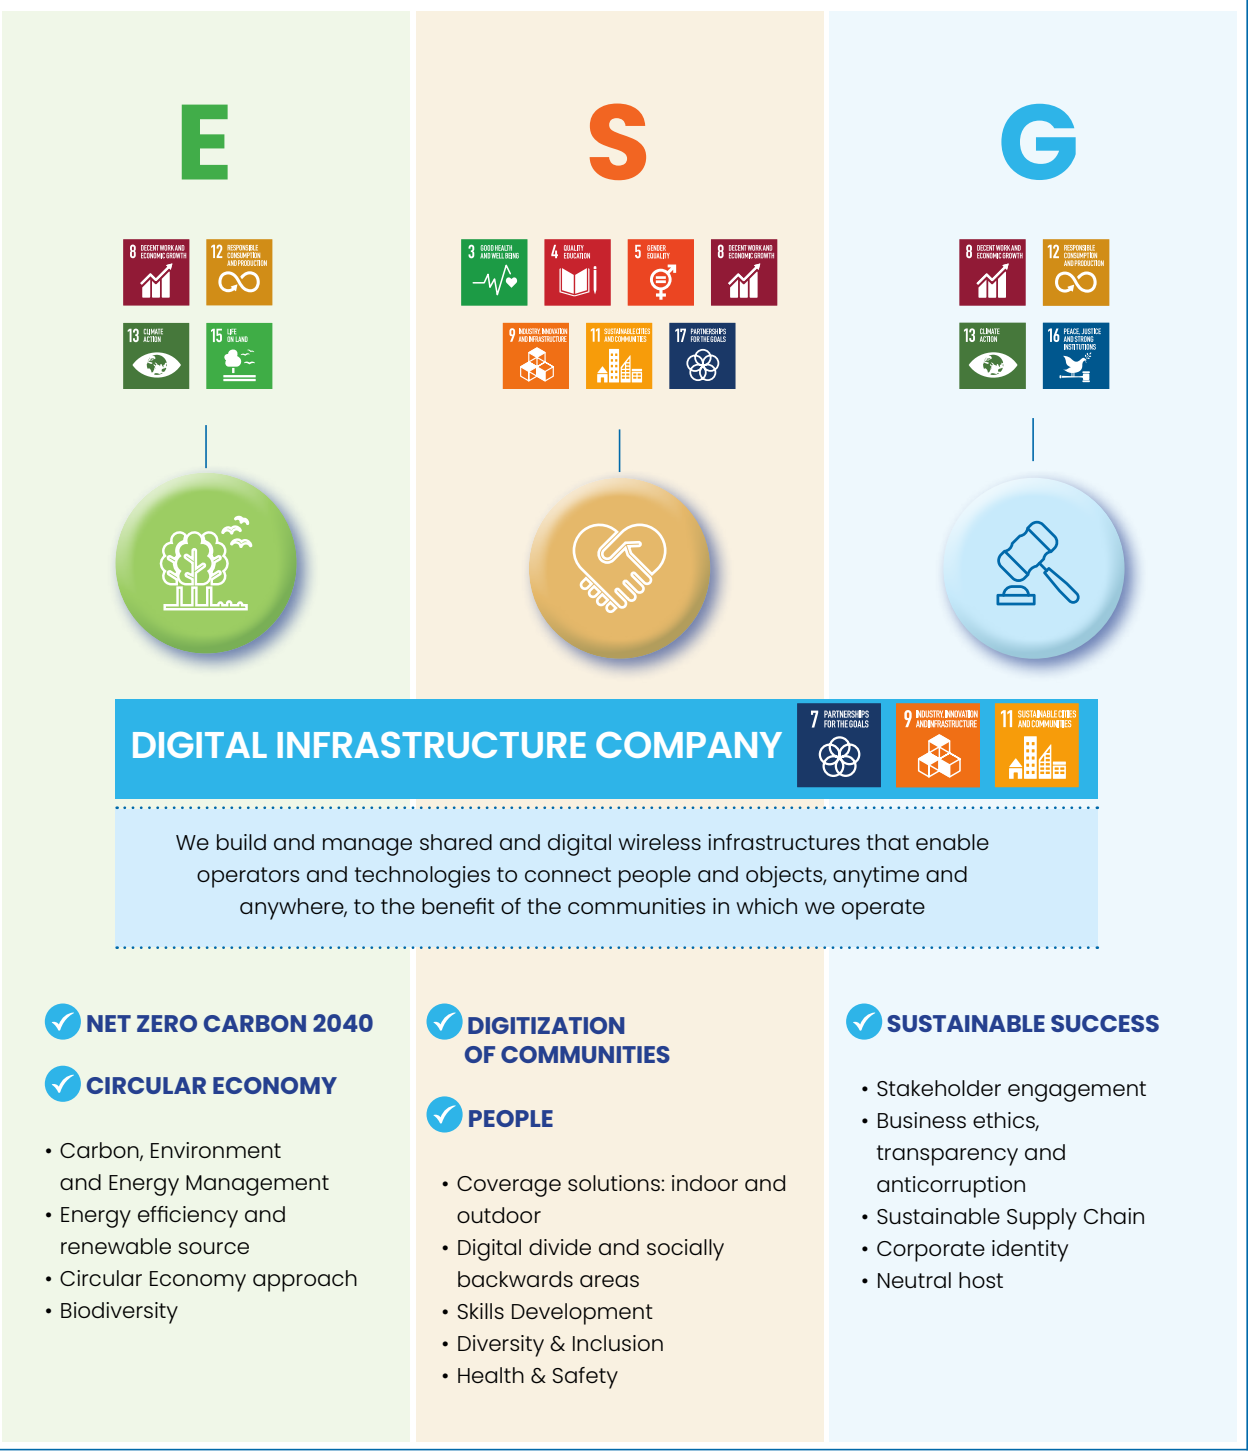 E
8 DECENT WORK AND
ECONOMIC GROWTH
12 RESPONSIBLE
CONSUMPTION
AND PRODUCTION
13 CLIMATE
ACTION
15 LIFE
ON LAND
S
3 GOOD HEALTH
AND WELL BEING
4 QUALITY
EDUCATION
5 GENDER
EQUALITY
8 DECENT WORK AND
ECONOMIC GROWTH
9 INDUSTRY, INNOVATION
AND INFRASTRUCTURE
11 SUSTAINABLE CITIES
AND COMMUNITIES
17 PARTNERSHIPS
FOR THE GOALS
G
8 DECENT WORK AND
ECONOMIC GROWTH
12 RESPONSIBLE
CONSUMPTION
AND PRODUCTION
13 CLIMATE
ACTION
16 PEACE, JUSTICE
AND STRONG
INSTITUTIONS
DIGITAL INFRASTRUCTURE COMPANY
7 PARTNERSHIPS
FOR THE GOALS
9 INDUSTRY, INNOVATION
AND INFRASTRUCTURE
11 SUSTAINABLE CITIES
AND COMMUNITIES
We build and manage shared and digital wireless infrastructures that enable
operators and technologies to connect people and objects, anytime and
anywhere, to the benefit of the communities in which we operate
NET ZERO CARBON 2040
CIRCULAR ECONOMY
• Carbon, Environment
and Energy Management
• Energy efficiency and
renewable source
• Circular Economy approach
• Biodiversity
DIGITIZATION
OF COMMUNITIES
PEOPLE
• Coverage solutions: indoor and
outdoor
• Digital divide and socially
backwards areas
• Skills Development
• Diversity & Inclusion
• Health & Safety
SUSTAINABLE SUCCESS
• Stakeholder engagement
• Business ethics,
transparency and
anticorruption
• Sustainable Supply Chain
• Corporate identity
• Neutral host